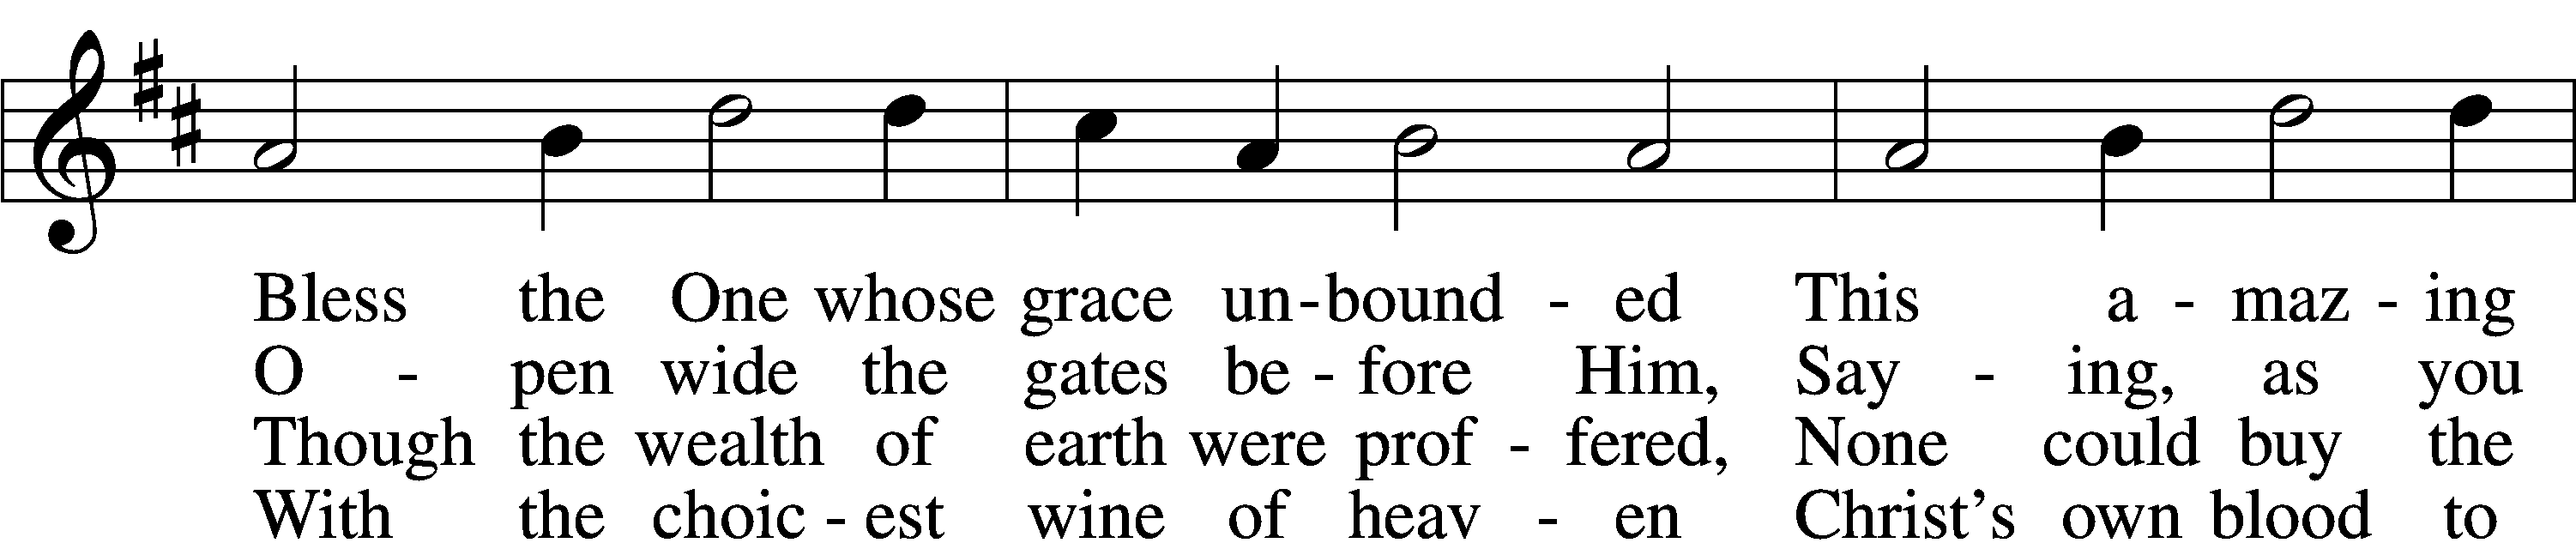 Bless the One whose grace un-bound - ed This a - maz - ing
O - pen wide the gates be - fore Him, Say - ing, as you
Though the wealth of earth were prof - fered, None could buy the
With the choic - est wine of heav - en Christ's own blood to